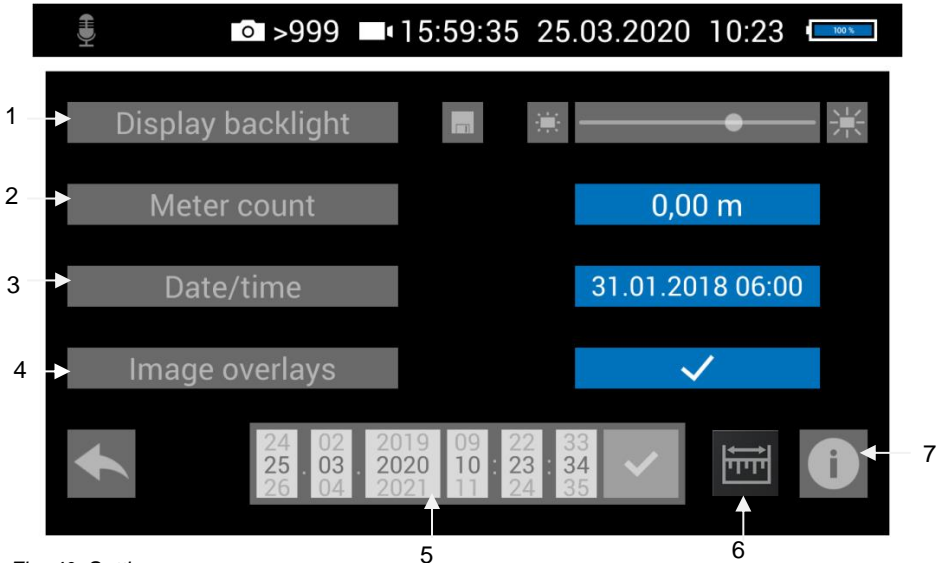 >999 15:59:35 25.03.2020 10:23 100 %
1 Display backlight
2 Meter count 0,00 m
3 Date/time 31.01.2018 06:00
4 Image overlays
24 02 2019 09 22 33
25 . 03 . 2020 10 : 23 : 34
26 04 2021 11 24 35
7
5 6